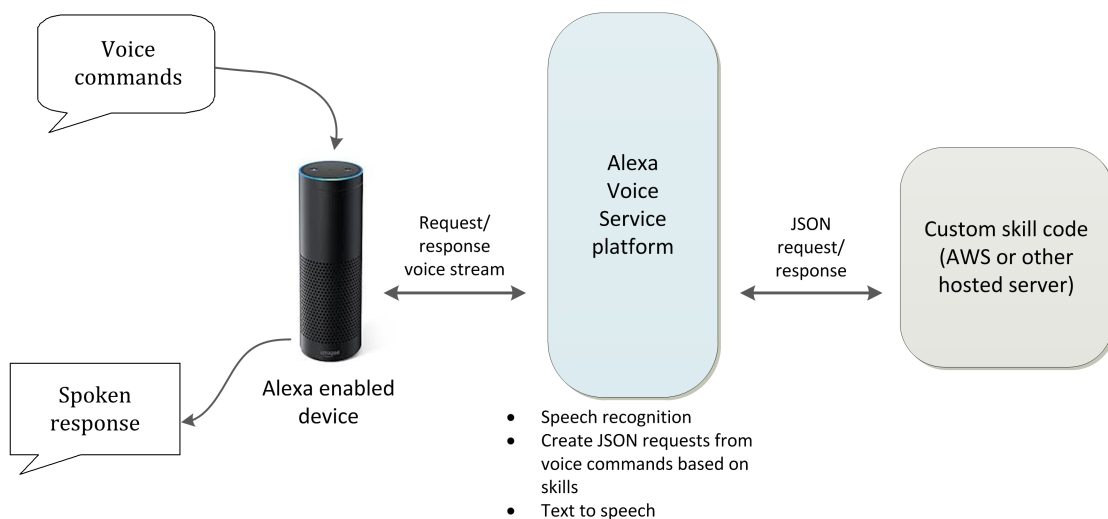 Voice
commands
Request/
response
voice stream
Alexa
Voice
Service
platform
JSON
request/
response
Custom skill code
(AWS or other
hosted server)
amazon
Alexa enabled
device
Spoken
response
• Speech recognition
• Create JSON requests from
voice commands based on
skills
• Text to speech